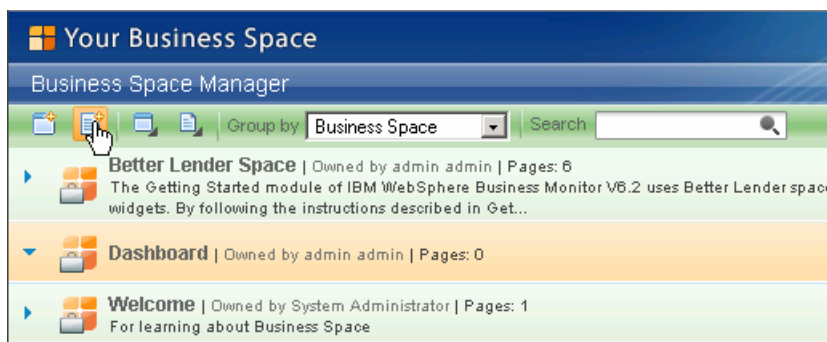 Your Business Space
Business Space Manager
Group by Business Space Search
Better Lender Space | Owned by admin admin | Pages: 6
The Getting Started module of IBM WebSphere Business Monitor V6.2 uses Better Lender spac
widgets. By following the instructions described in Get...
Dashboard | Owned by admin admin | Pages: 0
Welcome | Owned by System Administrator | Pages: 1
For learning about Business Space